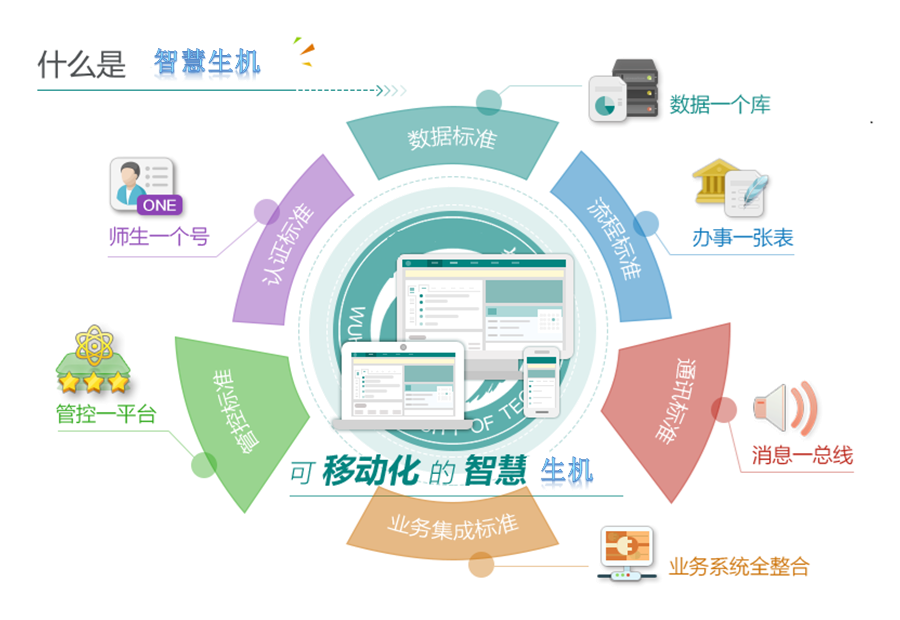 什么是 智慧生机
数据标准
数据一个库
流程标准
办事一张表
认证标准
ONE
师生一个号
管控标准
管控一平台
通讯标准
消息一总线
可 移动化 的 智慧 生机
业务集成标准
业务系统全整合
WUH
OF TEC